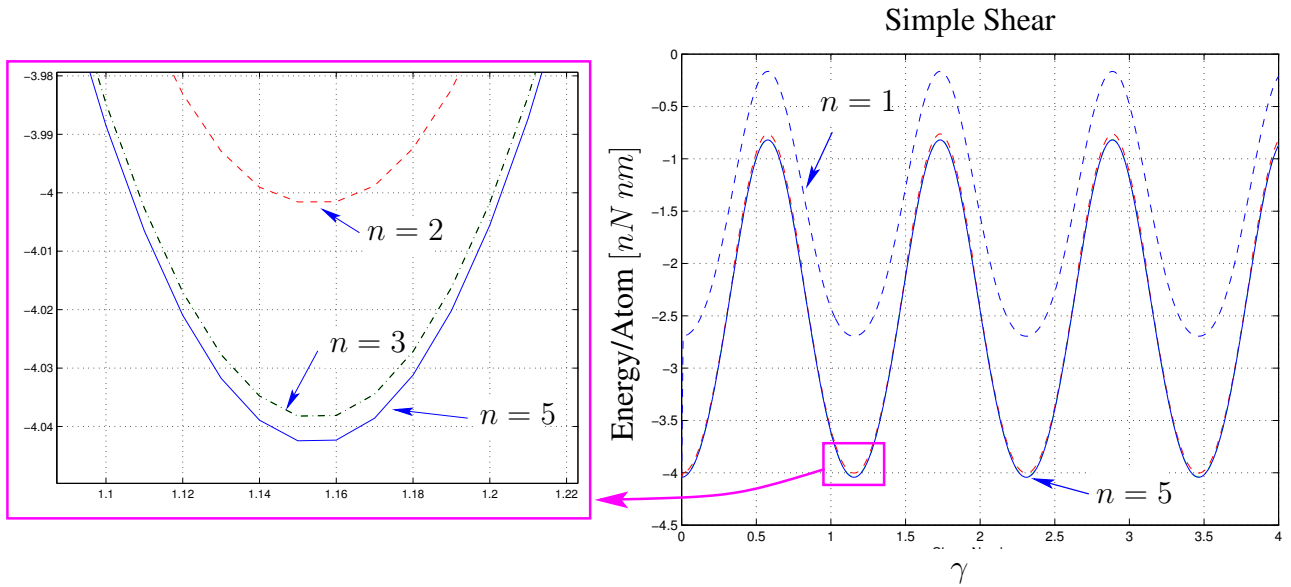 Simple Shear
−3.98
−3.99
−4
−4.01
−4.02
−4.03
−4.04
1.1 1.12 1.14 1.16 1.18 1.2 1.22
n = 2
n = 3
n = 5
Energy/Atom [nN nm]
0
−0.5
−1
−1.5
−2
−2.5
−3
−3.5
−4
−4.5
0 0.5 1 1.5 2 2.5 3 3.5 4
n = 1
n = 5
γ